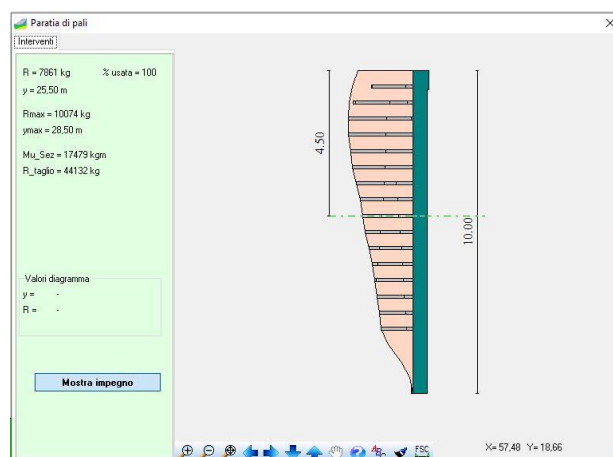 Paratia di pali
Interventi
R = 7861 kg % usata = 100
y = 25,50 m
Rmax = 10074 kg
ymax = 28,50 m
Mu_Sez = 17479 kgm
R_taglio = 44132 kg
Valori diagramma
y = -
R = -
Mostra impegno
4.50
10.00
FSC
X= 57,48 Y= 18,66